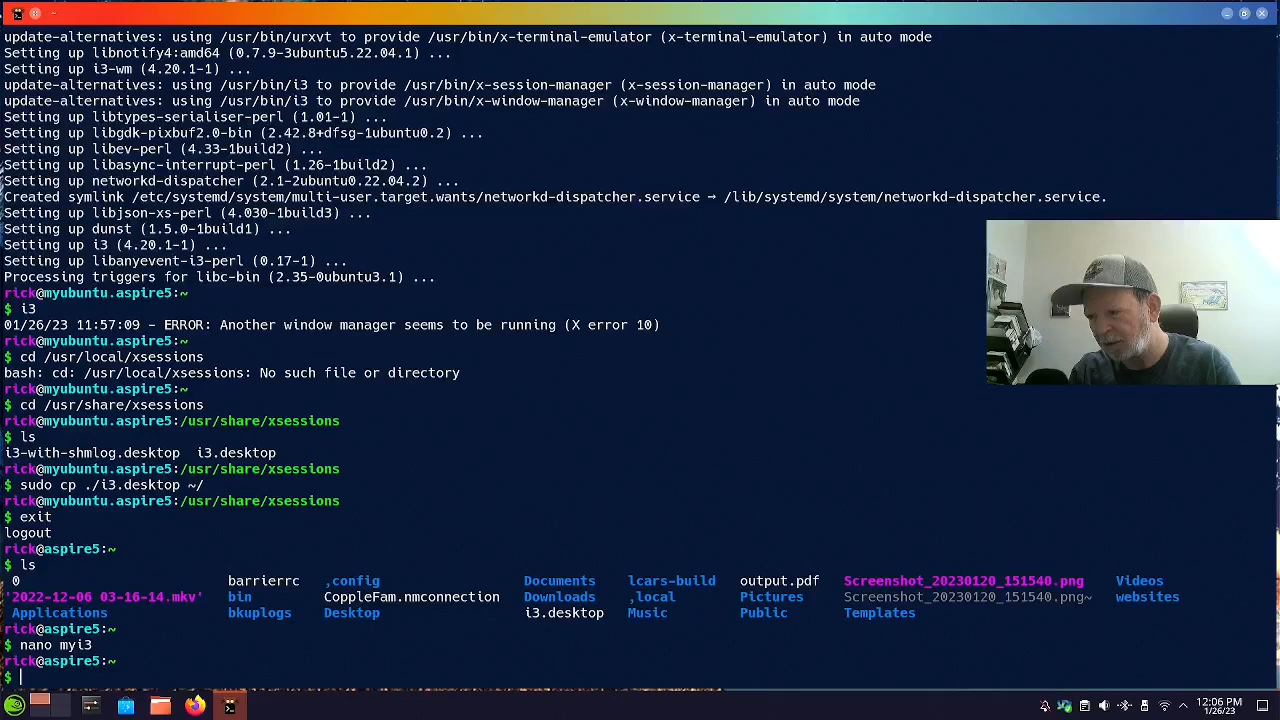 update-alternatives: using /usr/bin/urxvt to provide /usr/bin/x-terminal-emulator (x-terminal-emulator) in auto mode
Setting up libnotify4:amd64 (0.7.9-3ubuntu5.22.04.1) ...
Setting up i3-wm (4.20.1-1) ...
update-alternatives: using /usr/bin/i3 to provide /usr/bin/x-session-manager (x-session-manager) in auto mode
update-alternatives: using /usr/bin/i3 to provide /usr/bin/x-window-manager (x-window-manager) in auto mode
Setting up libtypes-serialiser-perl (1.01-1) ...
Setting up libgdk-pixbuf2.0-bin (2.42.8+dfsg-1ubuntu0.2) ...
Setting up libev-perl (4.33-1build2) ...
Setting up libasync-interrupt-perl (1.26-1build2) ...
Setting up networkd-dispatcher (2.1-2ubuntu0.22.04.2) ...
Created symlink /etc/systemd/system/multi-user.target.wants/networkd-dispatcher.service → /lib/systemd/system/networkd-dispatcher.service.
Setting up libjson-xs-perl (4.030-1build3) ...
Setting up dunst (1.5.0-1build1) ...
Setting up i3 (4.20.1-1) ...
Setting up libanyevent-i3-perl (0.17-1) ...
Processing triggers for libc-bin (2.35-0ubuntu3.1) ...
rick@myubuntu.aspire5:~
$ i3
01/26/23 11:57:09 - ERROR: Another window manager seems to be running (X error 10)
rick@myubuntu.aspire5:~
$ cd /usr/local/xsessions
bash: cd: /usr/local/xsessions: No such file or directory
rick@myubuntu.aspire5:~
$ cd /usr/share/xsessions
rick@myubuntu.aspire5:/usr/share/xsessions
$ ls
i3-with-shmlog.desktop  i3.desktop
rick@myubuntu.aspire5:/usr/share/xsessions
$ sudo cp ./i3.desktop ~/
rick@myubuntu.aspire5:/usr/share/xsessions
$ exit
logout
rick@aspire5:~
$ ls
0 barrierrc ,config Documents lcars-build output.pdf Screenshot_20230120_151540.png Videos
'2022-12-06 03-16-14.mkv' bin CoppleFam.nmconnection Downloads ,local Pictures Screenshot_20230120_151540.png~ websites
Applications bkuplogs Desktop i3.desktop Music Public Templates
rick@aspire5:~
$ nano myi3
rick@aspire5:~
$
12:06 PM
1/26/23